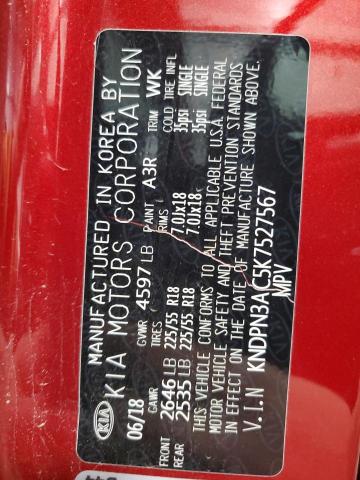 MANUFACTURED IN KOREA BY
KIA KIA MOTORS CORPORATION
06/18 GVWR 4597 LB PAINT A3R TRIM WK
GAWR TIRES RIMS COLD TIRE INFL
FRONT 2646 LB 225/55 R18 7.0Jx18 35psi SINGLE
REAR 2535 LB 225/55 R18 7.0Jx18 35psi SINGLE
THIS VEHICLE CONFORMS TO ALL APPLICABLE U.S.A. FEDERAL
MOTOR VEHICLE SAFETY AND THEFT PREVENTION STANDARDS
IN EFFECT ON THE DATE OF MANUFACTURE SHOWN ABOVE.
V.I.N KNDPN3AC5K7527567
MPV